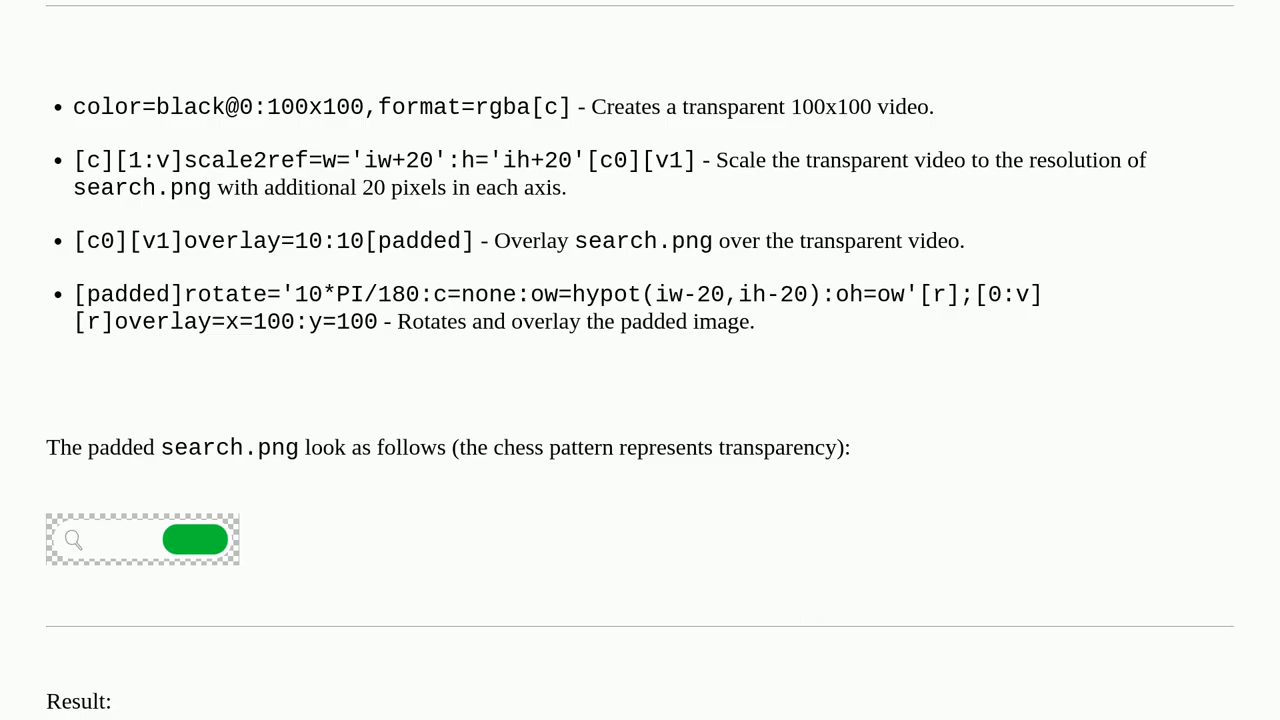 color=black@0:100x100,format=rgba[c] - Creates a transparent 100x100 video.
[c][1:v]scale2ref=w='iw+20':h='ih+20'[c0][v1] - Scale the transparent video to the resolution of
search.png with additional 20 pixels in each axis.
[c0][v1]overlay=10:10[padded] - Overlay search.png over the transparent video.
[padded]rotate='10*PI/180:c=none:ow=hypot(iw-20,ih-20):oh=ow'[r];[0:v]
[r]overlay=x=100:y=100 - Rotates and overlay the padded image.
The padded search.png look as follows (the chess pattern represents transparency):
Result: